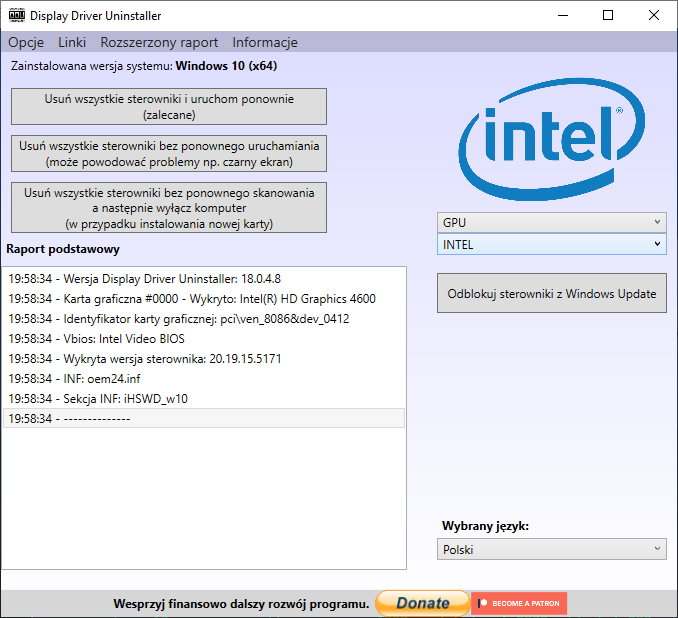 Display Driver Uninstaller
Opcje Linki Rozszerzony raport Informacje
Zainstalowana wersja systemu: Windows 10 (x64)
Usuń wszystkie sterowniki i uruchom ponownie
(zalecane)
Usuń wszystkie sterowniki bez ponownego uruchamiania
(może powodować problemy np. czarny ekran)
Usuń wszystkie sterowniki bez ponownego skanowania
a następnie wyłącz komputer
(w przypadku instalowania nowej karty)
intel®
GPU
INTEL
Odblokuj sterowniki z Windows Update
Raport podstawowy
19:58:34 - Wersja Display Driver Uninstaller: 18.0.4.8
19:58:34 - Karta graficzna #0000 - Wykryto: Intel(R) HD Graphics 4600
19:58:34 - Identyfikator karty graficznej: pci\ven_8086&dev_0412
19:58:34 - Vbios: Intel Video BIOS
19:58:34 - Wykryta wersja sterownika: 20.19.15.5171
19:58:34 - INF: oem24.inf
19:58:34 - Sekcja INF: iHSWD_w10
19:58:34 - --------------
Wybrany język:
Polski
Wesprzyj finansowo dalszy rozwój programu.
Donate
BECOME A PATRON